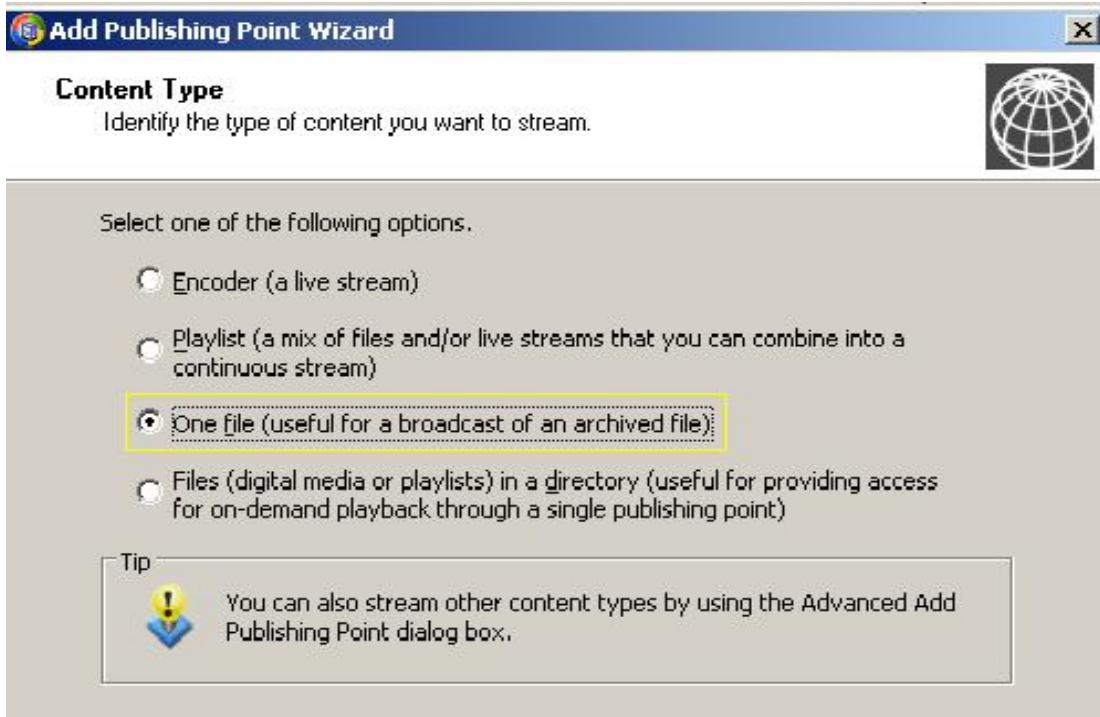 Add Publishing Point Wizard
Content Type
Identify the type of content you want to stream.
Select one of the following options.
Encoder (a live stream)
Playlist (a mix of files and/or live streams that you can combine into a
continuous stream)
One file (useful for a broadcast of an archived file)
Files (digital media or playlists) in a directory (useful for providing access
for on-demand playback through a single publishing point)
Tip
You can also stream other content types by using the Advanced Add
Publishing Point dialog box.